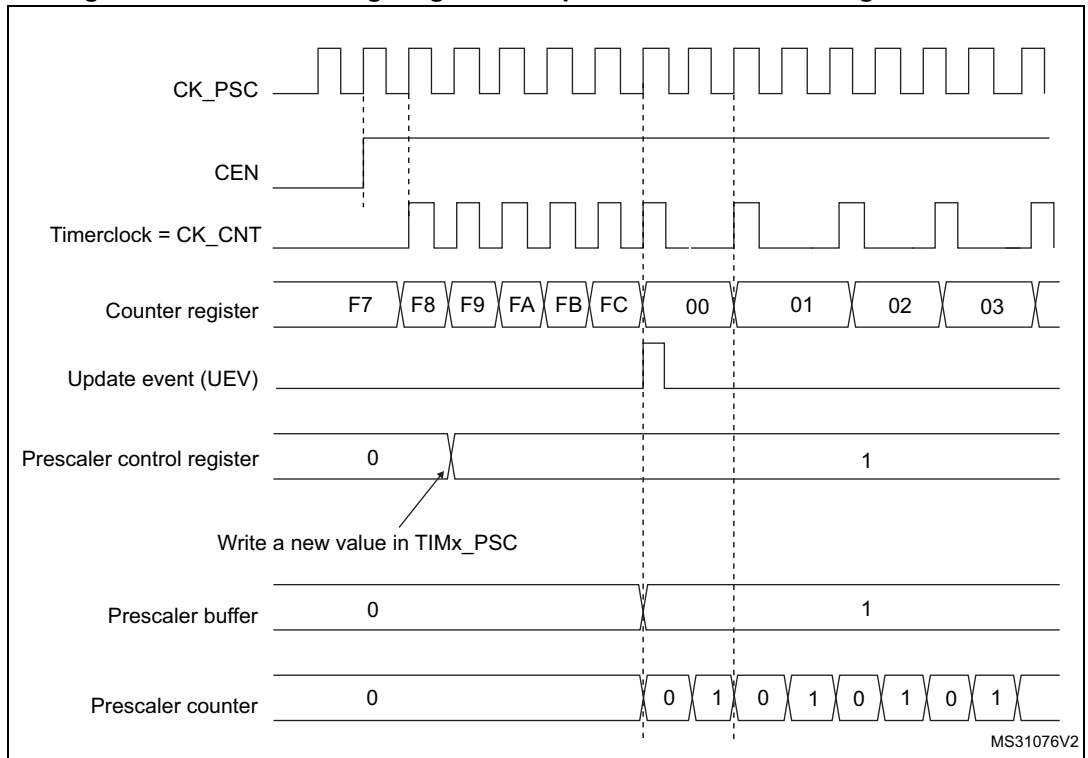 CK_PSC
CEN
Timerclock = CK_CNT
Counter register F7 F8 F9 FA FB FC 00 01 02 03
Update event (UEV)
Prescaler control register 0 1
Write a new value in TIMx_PSC
Prescaler buffer 0 1
Prescaler counter 0 0 1 0 1 0 1 0 1
MS31076V2